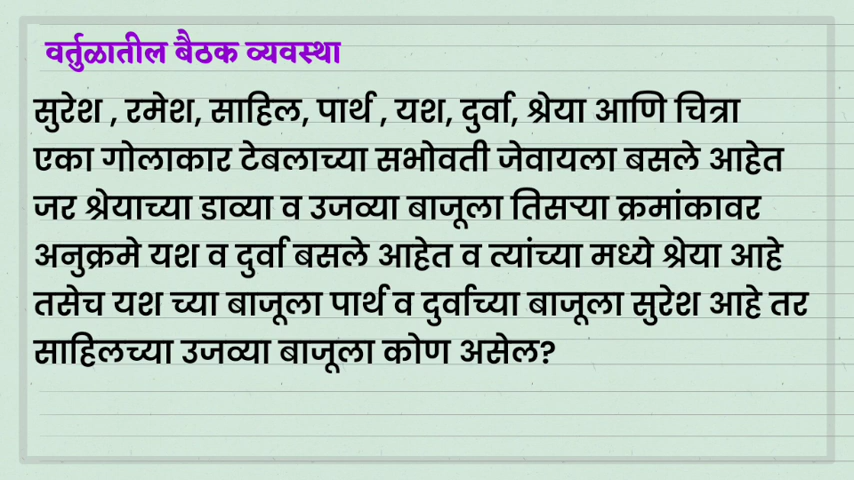 वर्तुळातील बैठक व्यवस्था
सुरेश , रमेश, साहिल, पार्थ , यश, दुर्वा, श्रेया आणि चित्रा
एका गोलाकार टेबलाच्या सभोवती जेवायला बसले आहेत
जर श्रेयाच्या डाव्या व उजव्या बाजूला तिसऱ्या क्रमांकावर
अनुक्रमे यश व दुर्वा बसले आहेत व त्यांच्या मध्ये श्रेया आहे
तसेच यश च्या बाजूला पार्थ व दुर्वाच्या बाजूला सुरेश आहे तर
साहिलच्या उजव्या बाजूला कोण असेल?